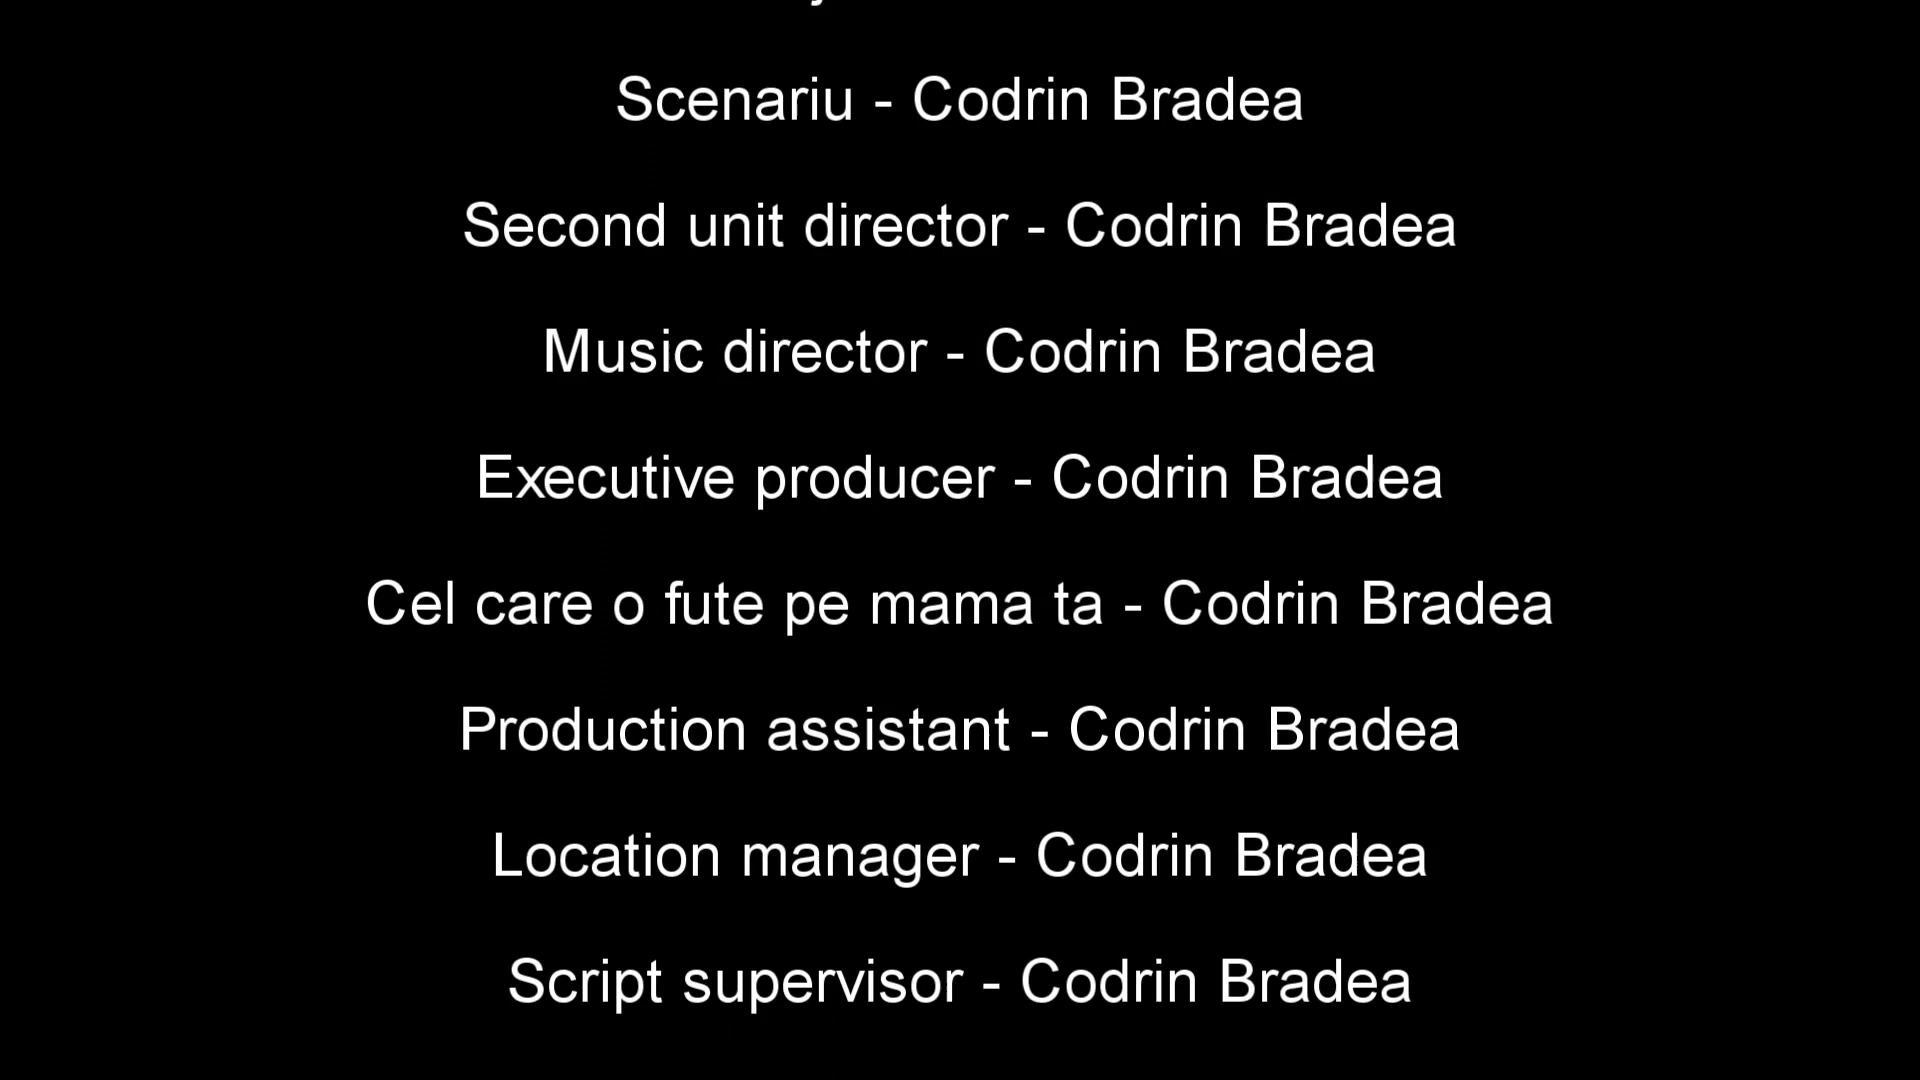 Scenariu - Codrin Bradea
Second unit director - Codrin Bradea
Music director - Codrin Bradea
Executive producer - Codrin Bradea
Cel care o fute pe mama ta - Codrin Bradea
Production assistant - Codrin Bradea
Location manager - Codrin Bradea
Script supervisor - Codrin Bradea